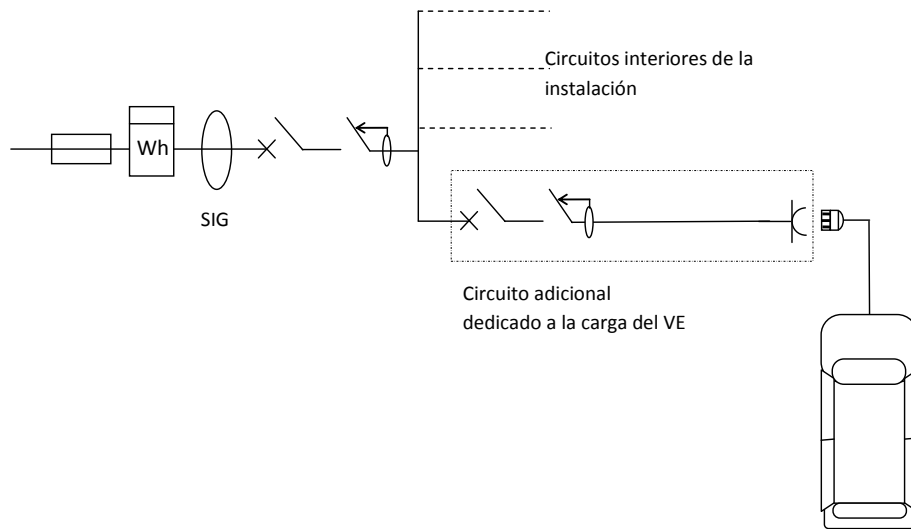 Circuitos interiores de la
instalación
Wh
SIG
Circuito adicional
dedicado a la carga del VE